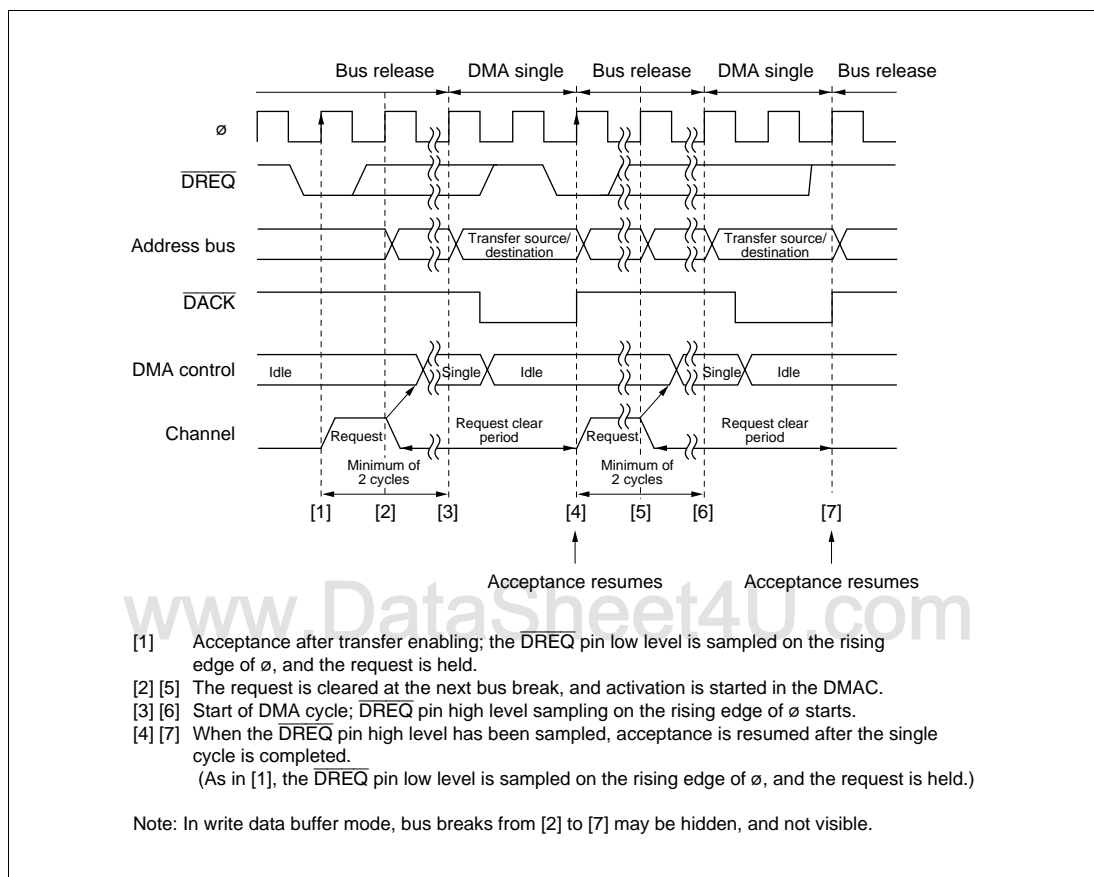 Bus release DMA single Bus release DMA single Bus release
ø
DREQ
Address bus Transfer source/ destination Transfer source/ destination
DACK
DMA control Idle Single Idle Single Idle
Channel Request Request clear period Request Request clear period
Minimum of 2 cycles Minimum of 2 cycles
[1] [2] [3] [4] [5] [6] [7]
Acceptance resumes Acceptance resumes
www.DataSheet4U.com
[1] Acceptance after transfer enabling; the DREQ pin low level is sampled on the rising
edge of ø, and the request is held.
[2] [5] The request is cleared at the next bus break, and activation is started in the DMAC.
[3] [6] Start of DMA cycle; DREQ pin high level sampling on the rising edge of ø starts.
[4] [7] When the DREQ pin high level has been sampled, acceptance is resumed after the single
cycle is completed.
(As in [1], the DREQ pin low level is sampled on the rising edge of ø, and the request is held.)
Note: In write data buffer mode, bus breaks from [2] to [7] may be hidden, and not visible.